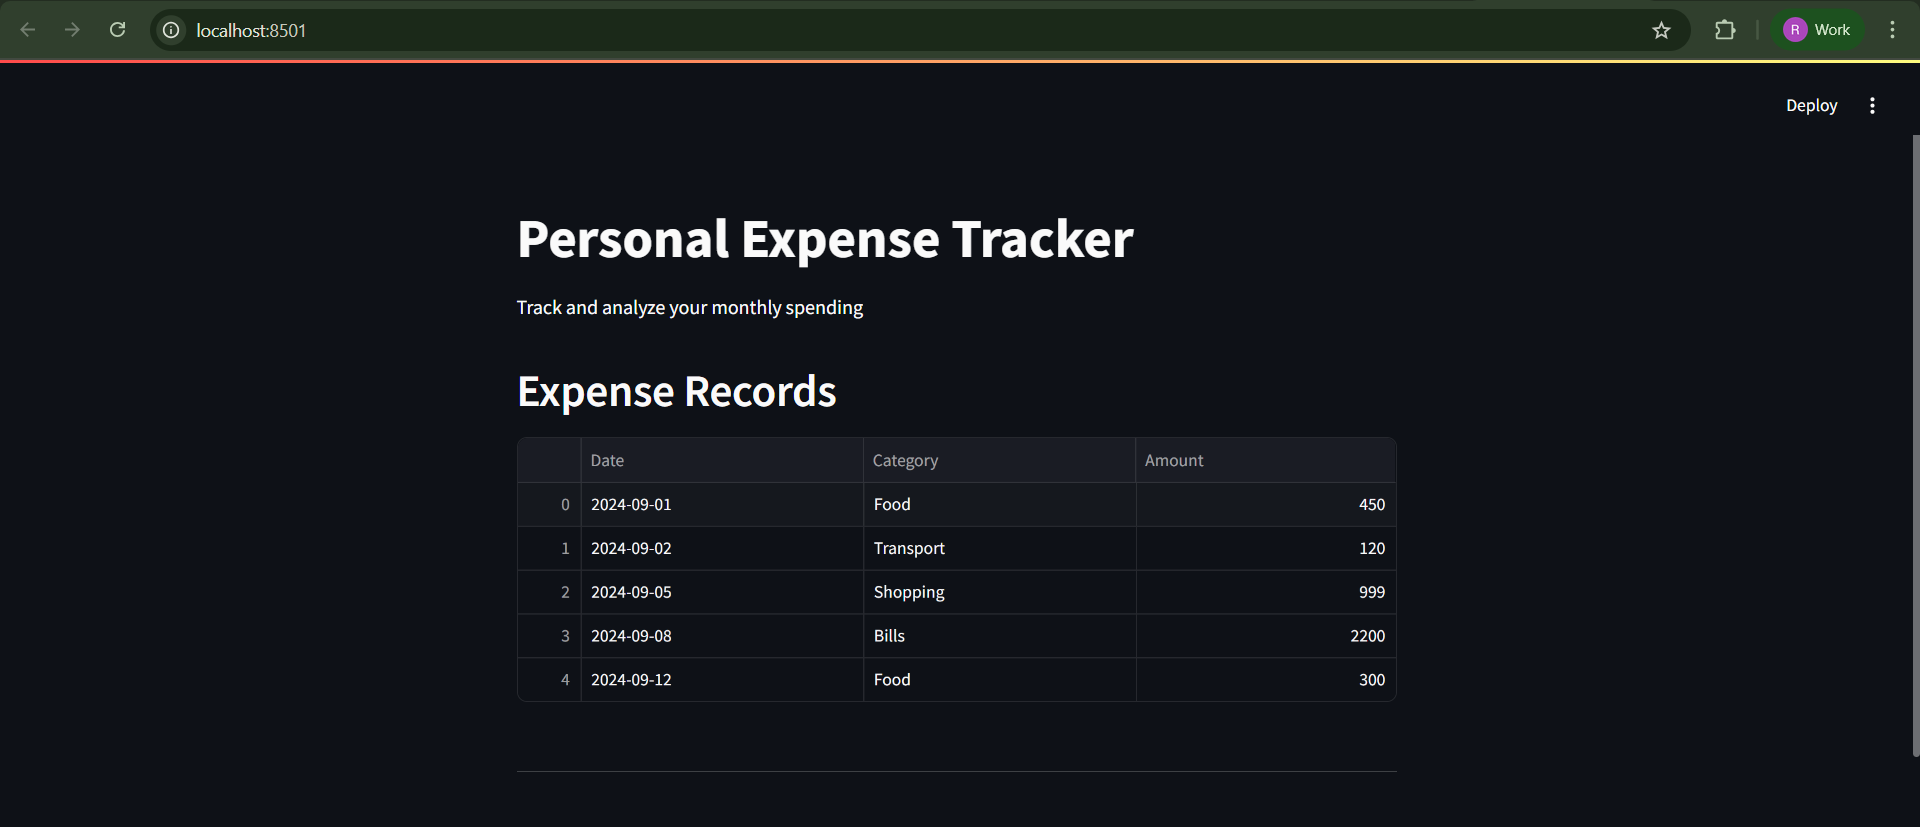 localhost:8501
R Work
Deploy
Personal Expense Tracker
Track and analyze your monthly spending
Expense Records
Date Category Amount
0 2024-09-01 Food 450
1 2024-09-02 Transport 120
2 2024-09-05 Shopping 999
3 2024-09-08 Bills 2200
4 2024-09-12 Food 300